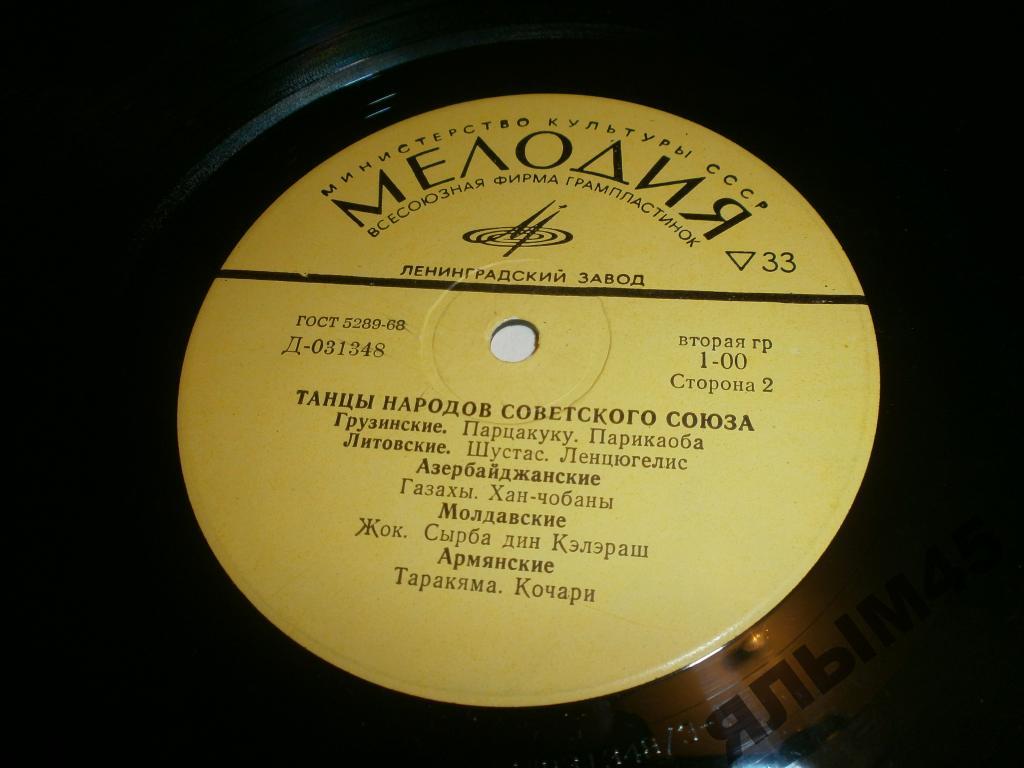 МИНИСТЕРСТВО КУЛЬТУРЫ СССР
МЕЛОДИЯ
ВСЕСОЮЗНАЯ ФИРМА ГРАМПЛАСТИНОК
33
ЛЕНИНГРАДСКИЙ ЗАВОД
ГОСТ 5289-68
Д-031348
вторая гр
1-00
Сторона 2
ТАНЦЫ НАРОДОВ СОВЕТСКОГО СОЮЗА
Грузинские. Парцакуку. Парикаоба
Литовские. Шустас. Ленцюгелис
Азербайджанские
Газахы. Хан-чобаны
Молдавские
Жок. Сырба дин Кэлэраш
Армянские
Таракяма. Кочари
ЯЛЫМ45